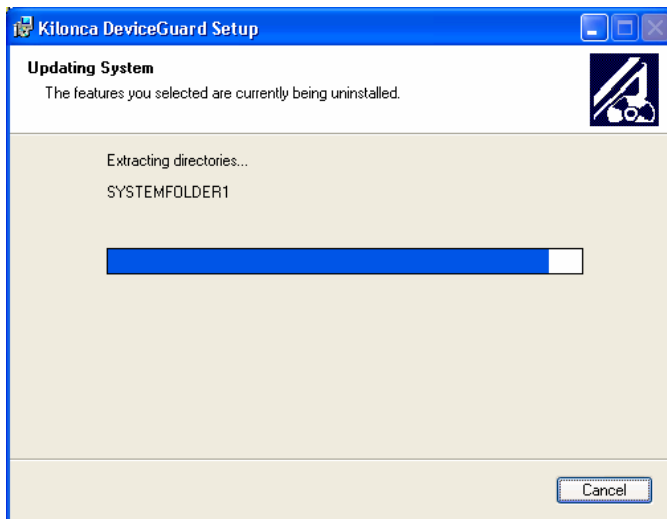 Kilonca DeviceGuard Setup
Updating System
The features you selected are currently being uninstalled.
Extracting directories...
SYSTEMFOLDER1
Cancel